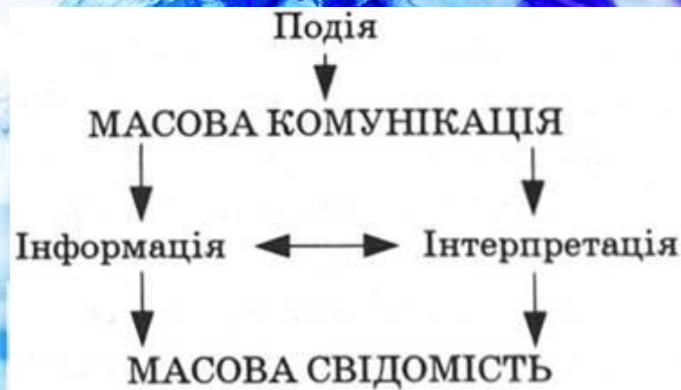 Подія
МАСОВА КОМУНІКАЦІЯ
Інформація Інтерпретація
МАСОВА СВІДОМІСТЬ